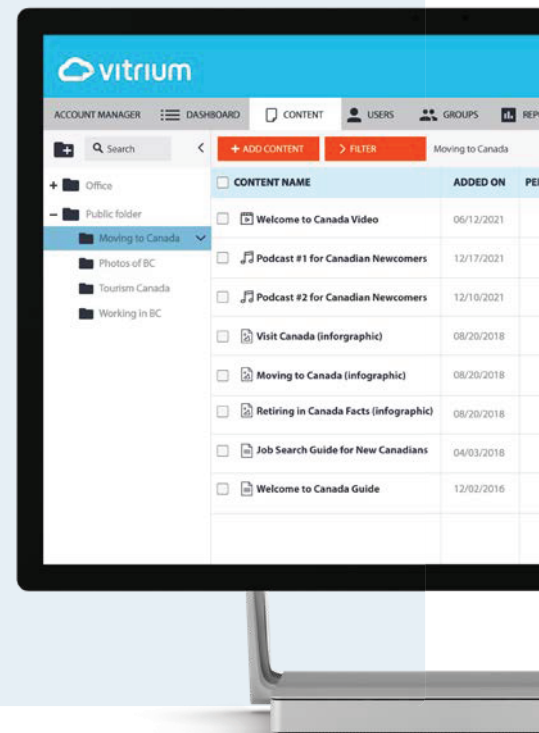 vitrium
ACCOUNT MANAGER DASHBOARD CONTENT USERS GROUPS
Search + ADD CONTENT > FILTER Moving to Canada
CONTENT NAME ADDED ON
+ Office
Welcome to Canada Video 06/12/2021
– Public folder
Moving to Canada
Podcast #1 for Canadian Newcomers 12/17/2021
Photos of BC
Tourism Canada
Podcast #2 for Canadian Newcomers 12/10/2021
Working in BC
Visit Canada (inforgraphic) 08/20/2018
Moving to Canada (infographic) 08/20/2018
Retiring in Canada Facts (infographic) 08/20/2018
Job Search Guide for New Canadians 04/03/2018
Welcome to Canada Guide 12/02/2016